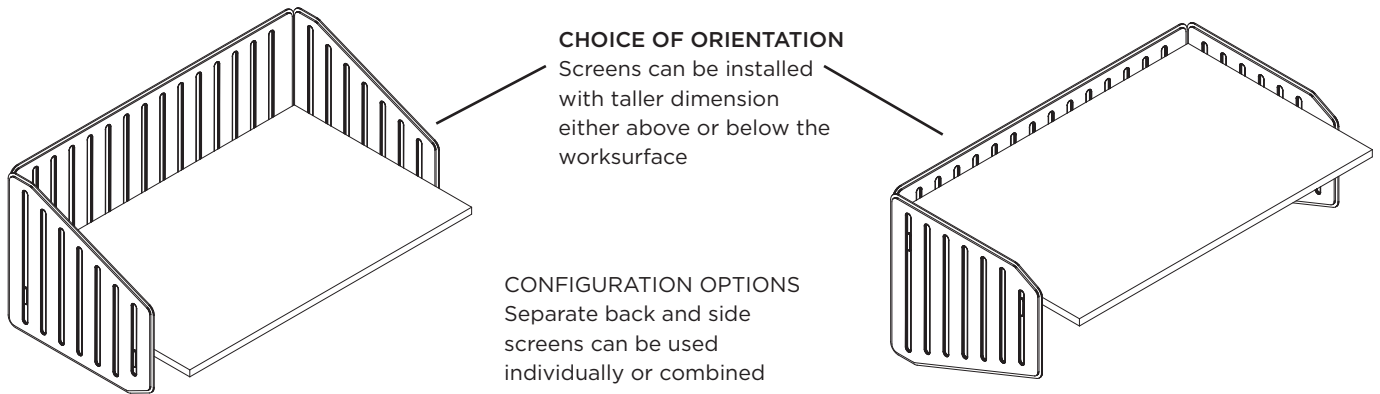 CHOICE OF ORIENTATION
Screens can be installed
with taller dimension
either above or below the
worksurface
CONFIGURATION OPTIONS
Separate back and side
screens can be used
individually or combined